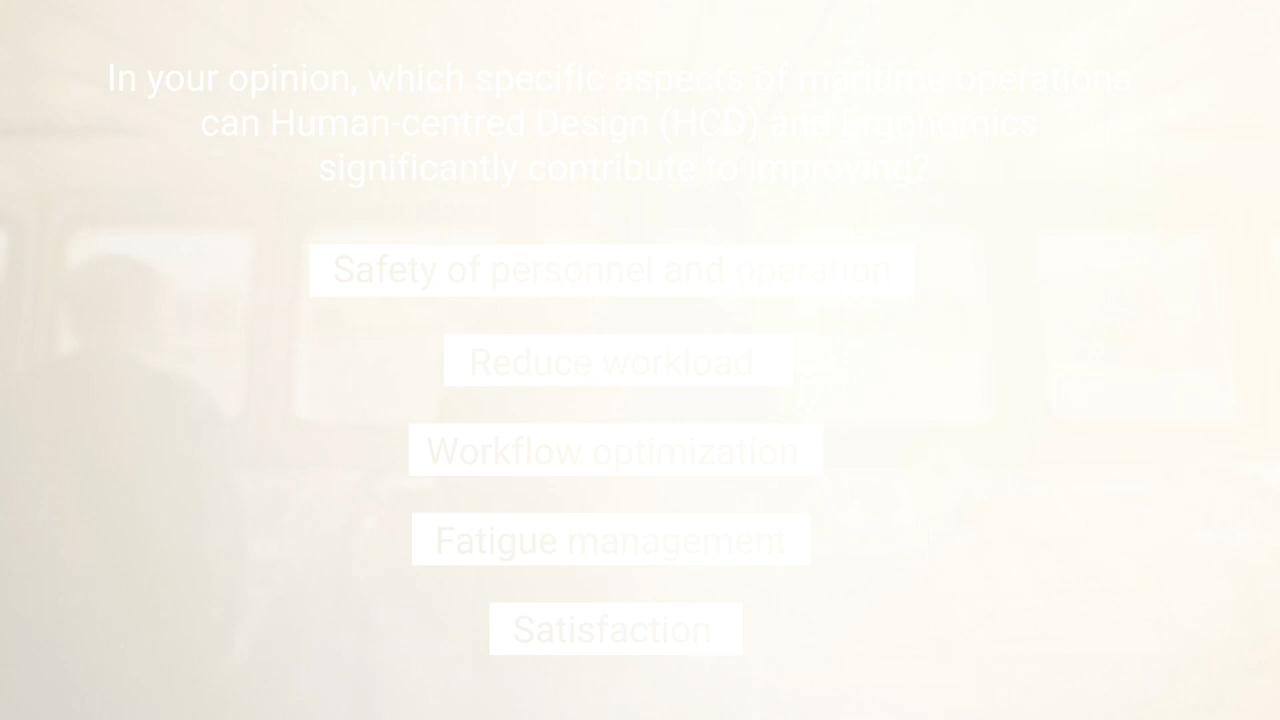 In your opinion, which specific aspects of maritime operations
can Human-centred Design (HCD) and Ergonomics
significantly contribute to improving?
Safety of personnel and operation
Reduce workload
Workflow optimization
Fatigue management
Satisfaction